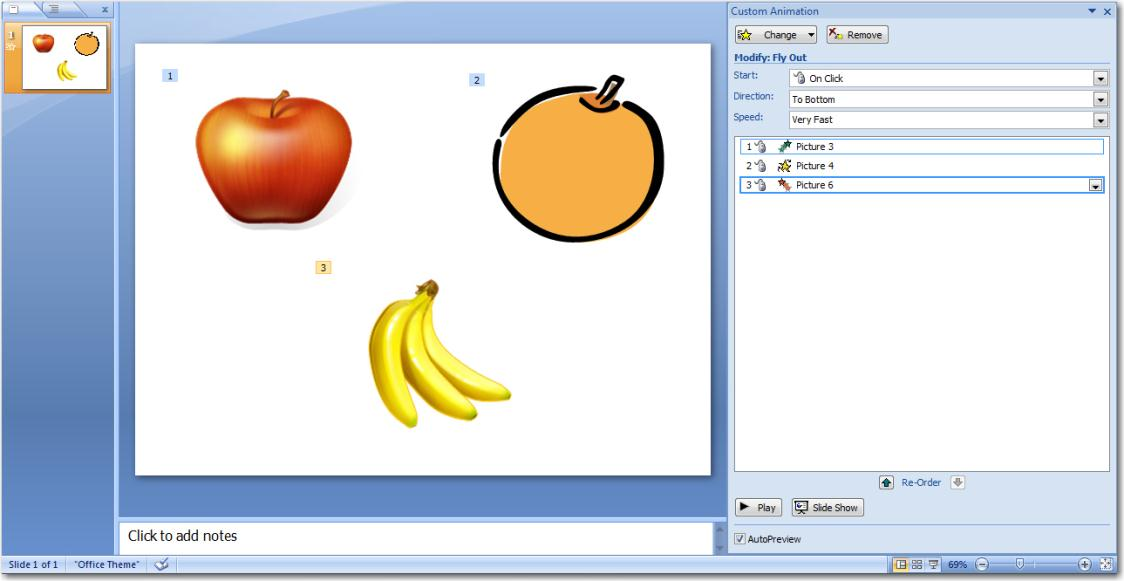 1
1
2
3
Click to add notes
Slide 1 of 1
"Office Theme"
69%
Custom Animation
Change
Remove
Modify: Fly Out
Start:
On Click
Direction:
To Bottom
Speed:
Very Fast
1 Picture 3
2 Picture 4
3 Picture 6
Re-Order
Play
Slide Show
AutoPreview